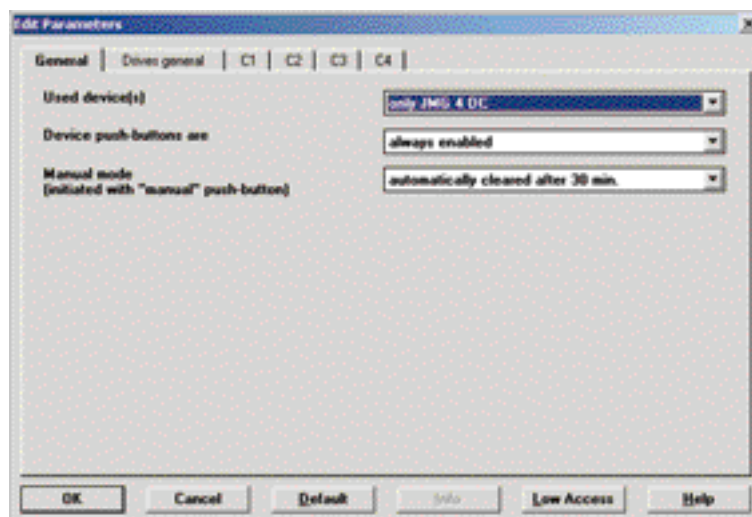 Edit Parameters
General Drives general C1 C2 C3 C4
Used device(s) only JMG 4 DC
Device push-buttons are always enabled
Manual mode
(initiated with "manual" push-button) automatically cleared after 30 min.
OK Cancel Default Info Low Access Help